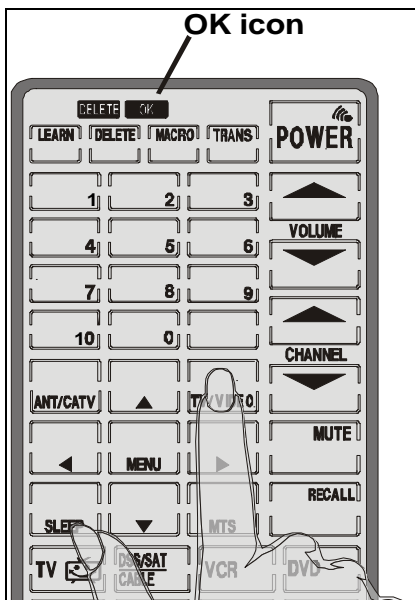 OK icon
DELETE OK
LEARN DELETE MACRO TRANS POWER
1 2 3
VOLUME
4 5 6
7 8 9
10 0
CHANNEL
ANT/CATV TV/VIDEO
MUTE
MENU
RECALL
SLEEP MTS
TV DSS/SAT CABLE VCR DVD